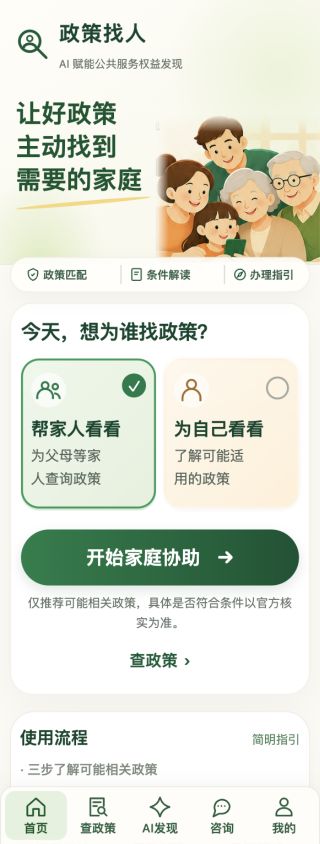 政策找人
AI 赋能公共服务权益发现
让好政策
主动找到
需要的家庭
政策匹配
条件解读
办理指引
今天，想为谁找政策?
帮家人看看
为父母等家
人查询政策
为自己看看
了解可能适
用的政策
开始家庭协助 →
仅推荐可能相关政策，具体是否符合条件以官方核
实为准。
查政策 ›
使用流程
简明指引
· 三步了解可能相关政策
首页
查政策
AI发现
咨询
我的